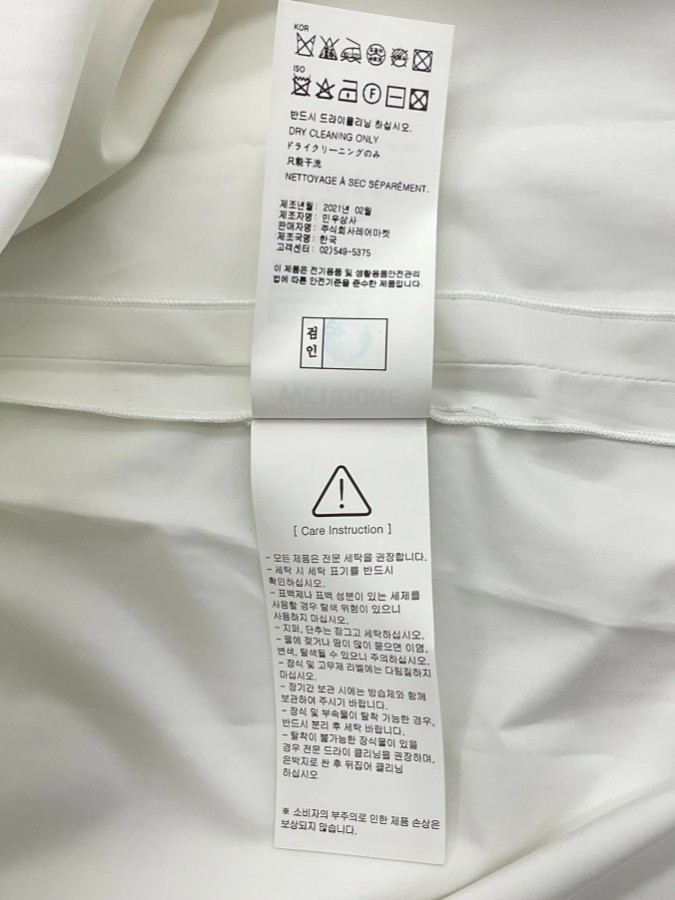 KOR
ISO
F
반드시 드라이클리닝 하십시오.
DRY CLEANING ONLY
ドライクリーニングのみ
只能干洗
NETTOYAGE À SEC SÉPARÉMENT.
제조년월 : 2021년 02월
제조자명 : 민우상사
판매자명 : 주식회사레어마켓
제조국명 : 한국
고객센터 : 02)549-5375
이 제품은 전기용품 및 생활용품안전관리
법에 따른 안전기준을 준수한 제품입니다.
검
인
[ Care Instruction ]
- 모든 제품은 전문 세탁을 권장합니다.
- 세탁 시 세탁 표기를 반드시
확인하십시오.
- 표백제나 표백 성분이 있는 세제를
사용할 경우 탈색 위험이 있으니
사용하지 마십시오.
- 지퍼, 단추는 잠그고 세탁하십시오.
- 물에 젖거나 땀이 많이 묻으면 이염,
변색, 탈색될 수 있으니 주의하십시오.
- 장식 및 고무제 라벨에는 다림질하지
마십시오.
- 장기간 보관 시에는 방습제와 함께
보관하여 주시기 바랍니다.
- 장식 및 부속물이 탈착 가능한 경우,
반드시 분리 후 세탁 바랍니다.
- 탈착이 불가능한 장식물이 있을
경우 전문 드라이 클리닝을 권장하며,
은박지로 싼 후 뒤집어 클리닝
하십시오
※ 소비자의 부주의로 인한 제품 손상은
보상되지 않습니다.